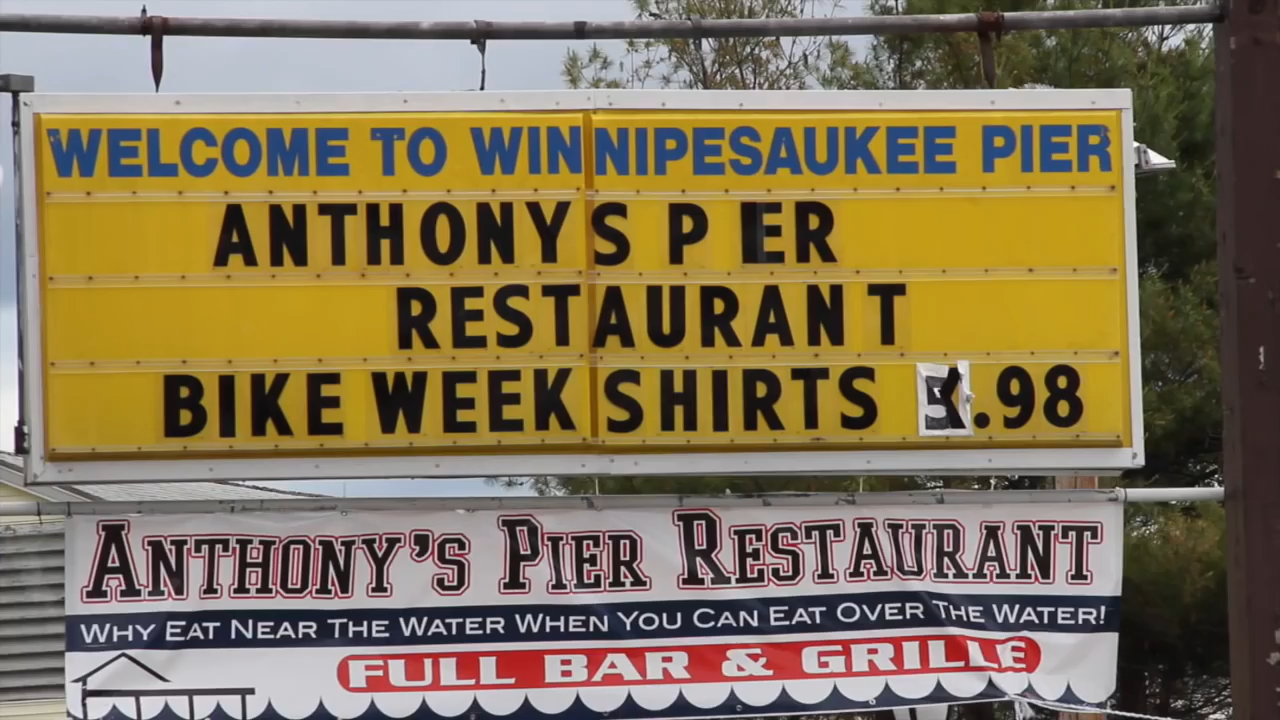 WELCOME TO WINNIPESAUKEE PIER
ANTHONYS P ER
RESTAURANT
BIKE WEEK SHIRTS .98
ANTHONY'S PIER RESTAURANT
WHY EAT NEAR THE WATER WHEN YOU CAN EAT OVER THE WATER!
FULL BAR & GRILLE